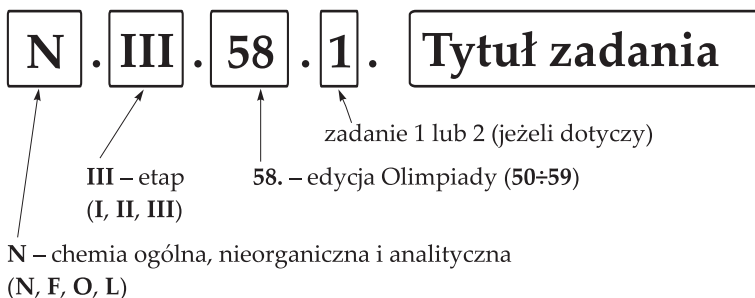 N . III . 58 . 1 . Tytuł zadania
zadanie 1 lub 2 (jeżeli dotyczy)
III – etap 58. – edycja Olimpiady (50÷59)
(I, II, III)
N – chemia ogólna, nieorganiczna i analityczna
(N, F, O, L)